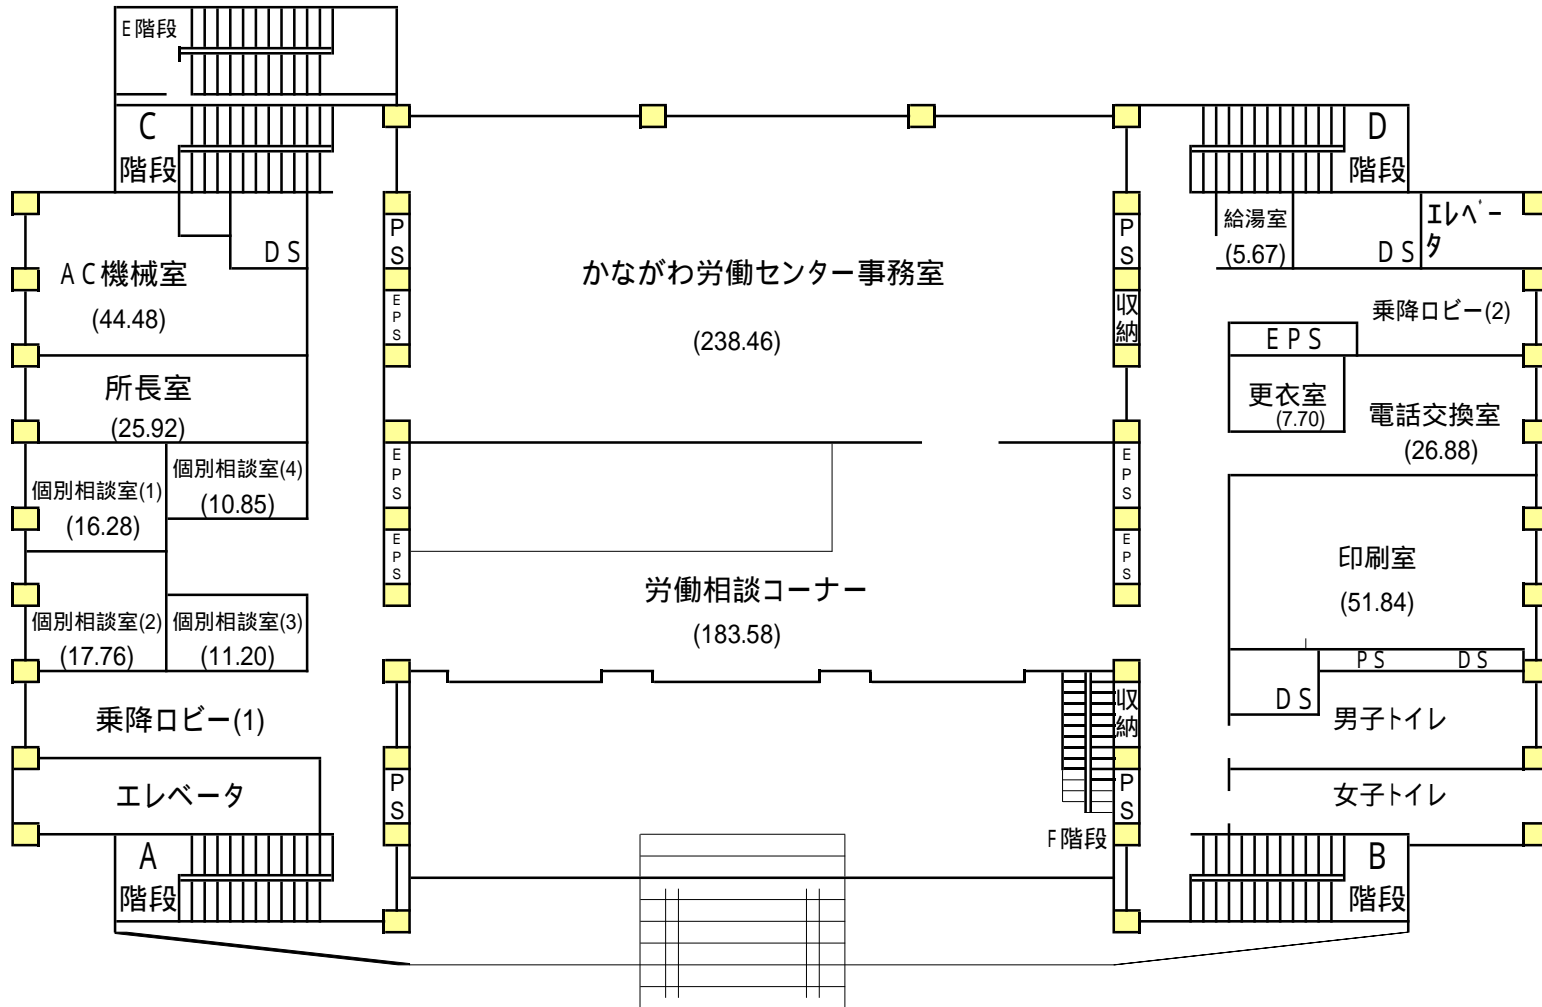 E階段
C
階段
D
階段
AC機械室
(44.48)
DS
PS
EPS
かながわ労働センター事務室
(238.46)
PS
収納
給湯室
(5.67)
DS
エレベータ
乗降ロビー(2)
EPS
更衣室
(7.70)
電話交換室
(26.88)
所長室
(25.92)
個別相談室(1)
(16.28)
個別相談室(4)
(10.85)
EPS
EPS
EPS
EPS
労働相談コーナー
(183.58)
印刷室
(51.84)
個別相談室(2)
(17.76)
個別相談室(3)
(11.20)
PS
DS
DS
収納
男子トイレ
乗降ロビー(1)
エレベータ
PS
PS
女子トイレ
F階段
A
階段
B
階段